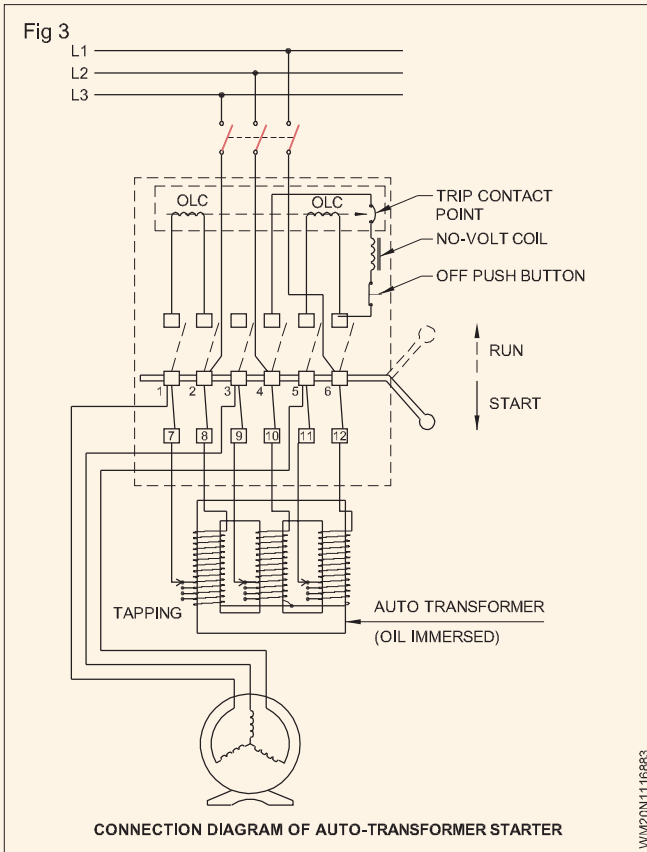 Fig 3
L1
L2
L3
OLC OLC
TRIP CONTACT
POINT
NO-VOLT COIL
OFF PUSH BUTTON
RUN
START
1 2 3 4 5 6
7 8 9 10 11 12
TAPPING
AUTO TRANSFORMER
(OIL IMMERSED)
CONNECTION DIAGRAM OF AUTO-TRANSFORMER STARTER
WM20N1116883